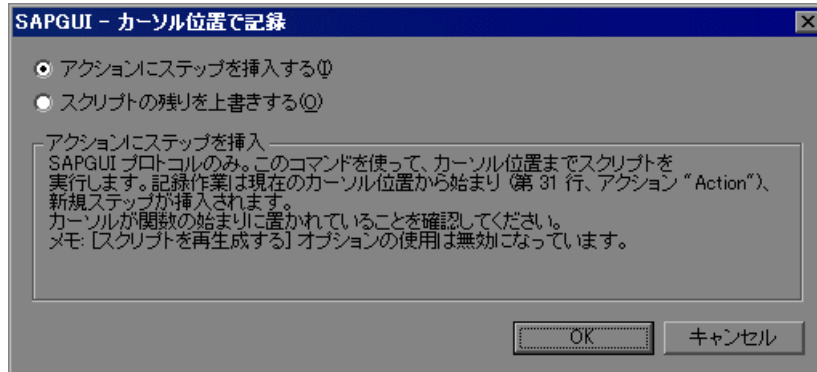 SAPGUI - カーソル位置で記録
アクションにステップを挿入する(I)
スクリプトの残りを上書きする(O)
アクションにステップを挿入
SAPGUI プロトコルのみ。このコマンドを使って、カーソル位置までスクリプトを
実行します。記録作業は現在のカーソル位置から始まり (第 31 行、アクション "Action")、
新規ステップが挿入されます。
カーソルが関数の始まりに置かれていることを確認してください。
メモ: [スクリプトを再生成する] オプションの使用は無効になっています。
OK
キャンセル